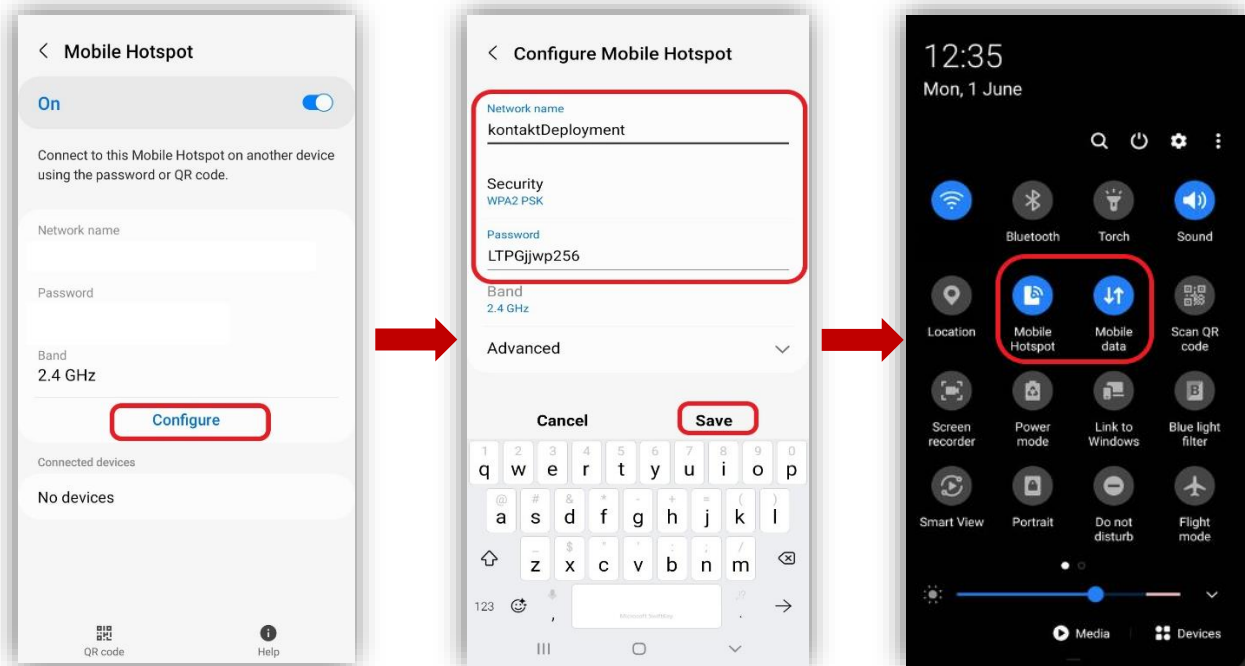 Mobile Hotspot
On
Connect to this Mobile Hotspot on another device
using the password or QR code.
Network name
Password
Band
2.4 GHz
Configure
Connected devices
No devices
QR code
Help
Configure Mobile Hotspot
Network name
kontaktDeployment
Security
WPA2 PSK
Password
LTPGjjwp256
Band
2.4 GHz
Advanced
Cancel
Save
1 2 3 4 5 6 7 8 9 0
q w e r t y u i o p
@ # & * - + = ( )
a s d f g h j k l
_ $ " ' : ; /
z x c v b n m
123 , .
Microsoft SwiftKey
12:35
Mon, 1 June
Bluetooth
Torch
Sound
Location
Mobile
Hotspot
Mobile
data
Scan QR
code
Screen
recorder
Power
mode
Link to
Windows
B
Blue light
filter
Smart View
Portrait
Do not
disturb
Flight
mode
Media
Devices